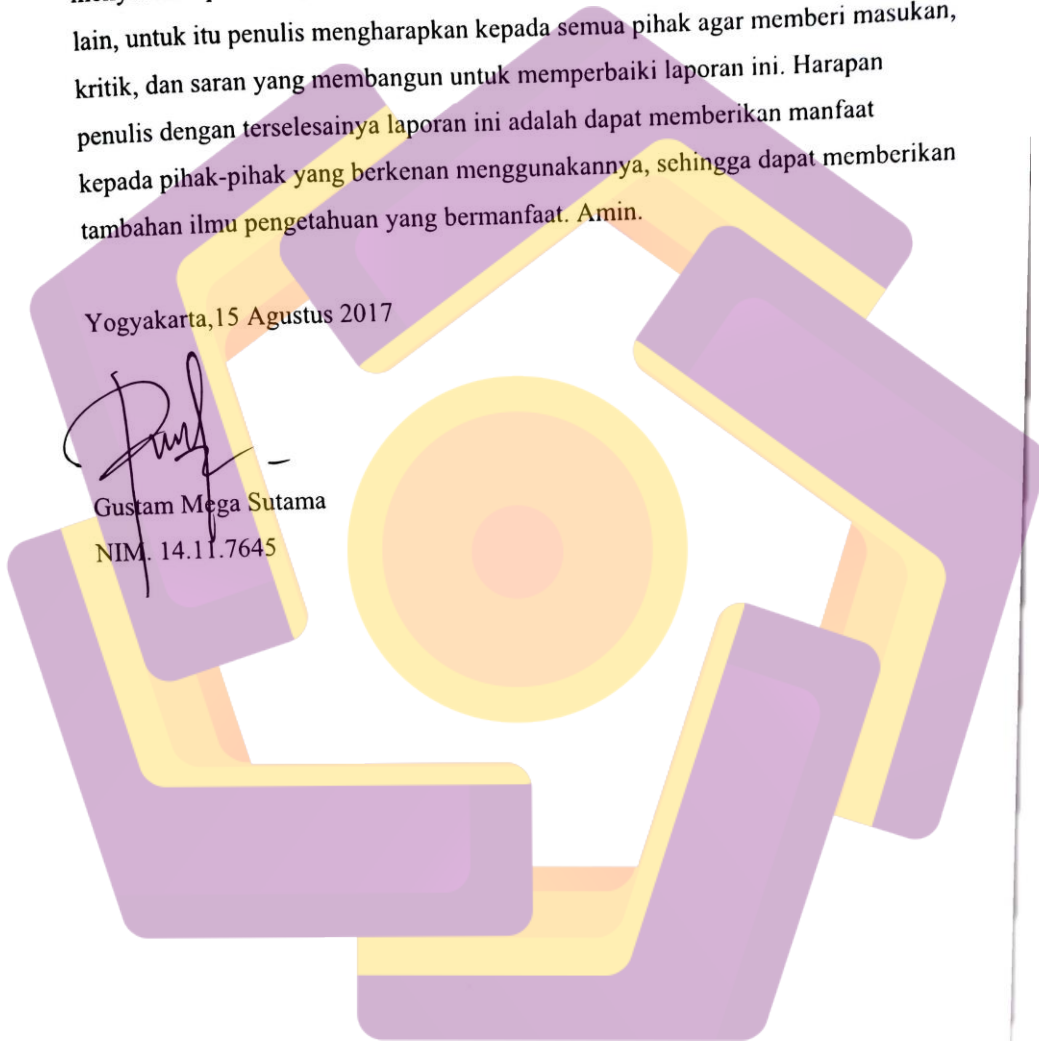 lain, untuk itu penulis mengharapkan kepada semua pihak agar memberi masukan,
kritik, dan saran yang membangun untuk memperbaiki laporan ini. Harapan
penulis dengan terselesainya laporan ini adalah dapat memberikan manfaat
kepada pihak-pihak yang berkenan menggunakannya, sehingga dapat memberikan
tambahan ilmu pengetahuan yang bermanfaat. Amin.
Yogyakarta,15 Agustus 2017
Gustam Mega Sutama
NIM. 14.11.7645